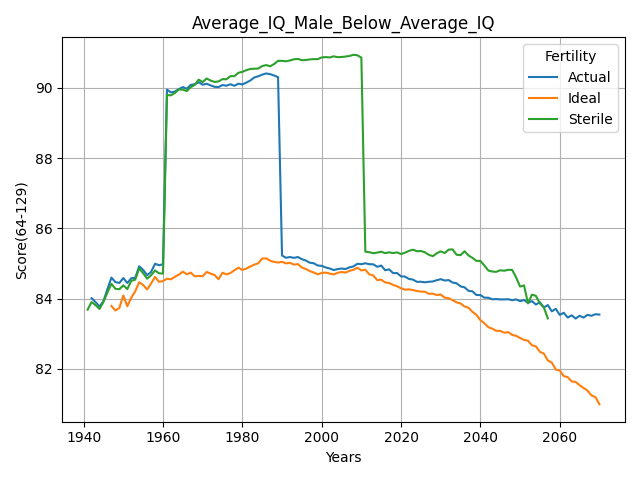 Average_IQ_Male_Below_Average_IQ
Fertility
Actual
Ideal
Sterile
Score(64-129)
90
88
86
84
82
1940 1960 1980 2000 2020 2040 2060
Years